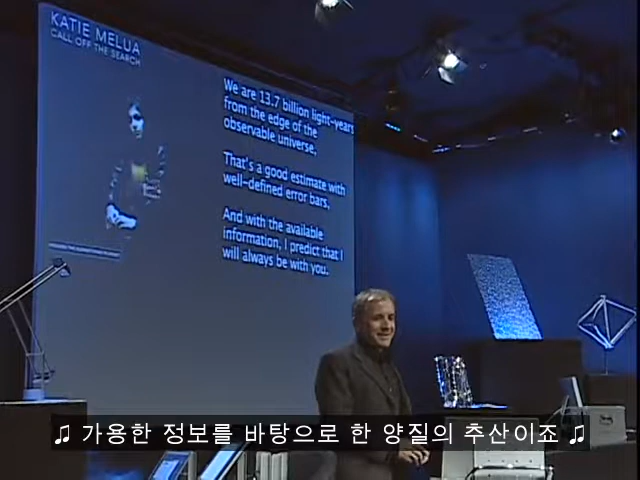 KATIE MELUA
CALL OFF THE SEARCH
We are 13.7 billion light-years
from the edge of the
observable universe,
That's a good estimate with
well-defined error bars,
And with the available
information, I predict that I
will always be with you.
♫ 가용한 정보를 바탕으로 한 양질의 추산이죠 ♫